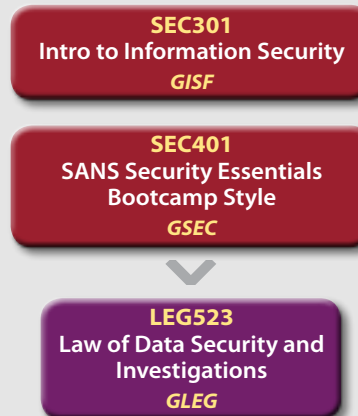 SEC301
Intro to Information Security
GISF
SEC401
SANS Security Essentials
Bootcamp Style
GSEC
LEG523
Law of Data Security and
Investigations
GLEG